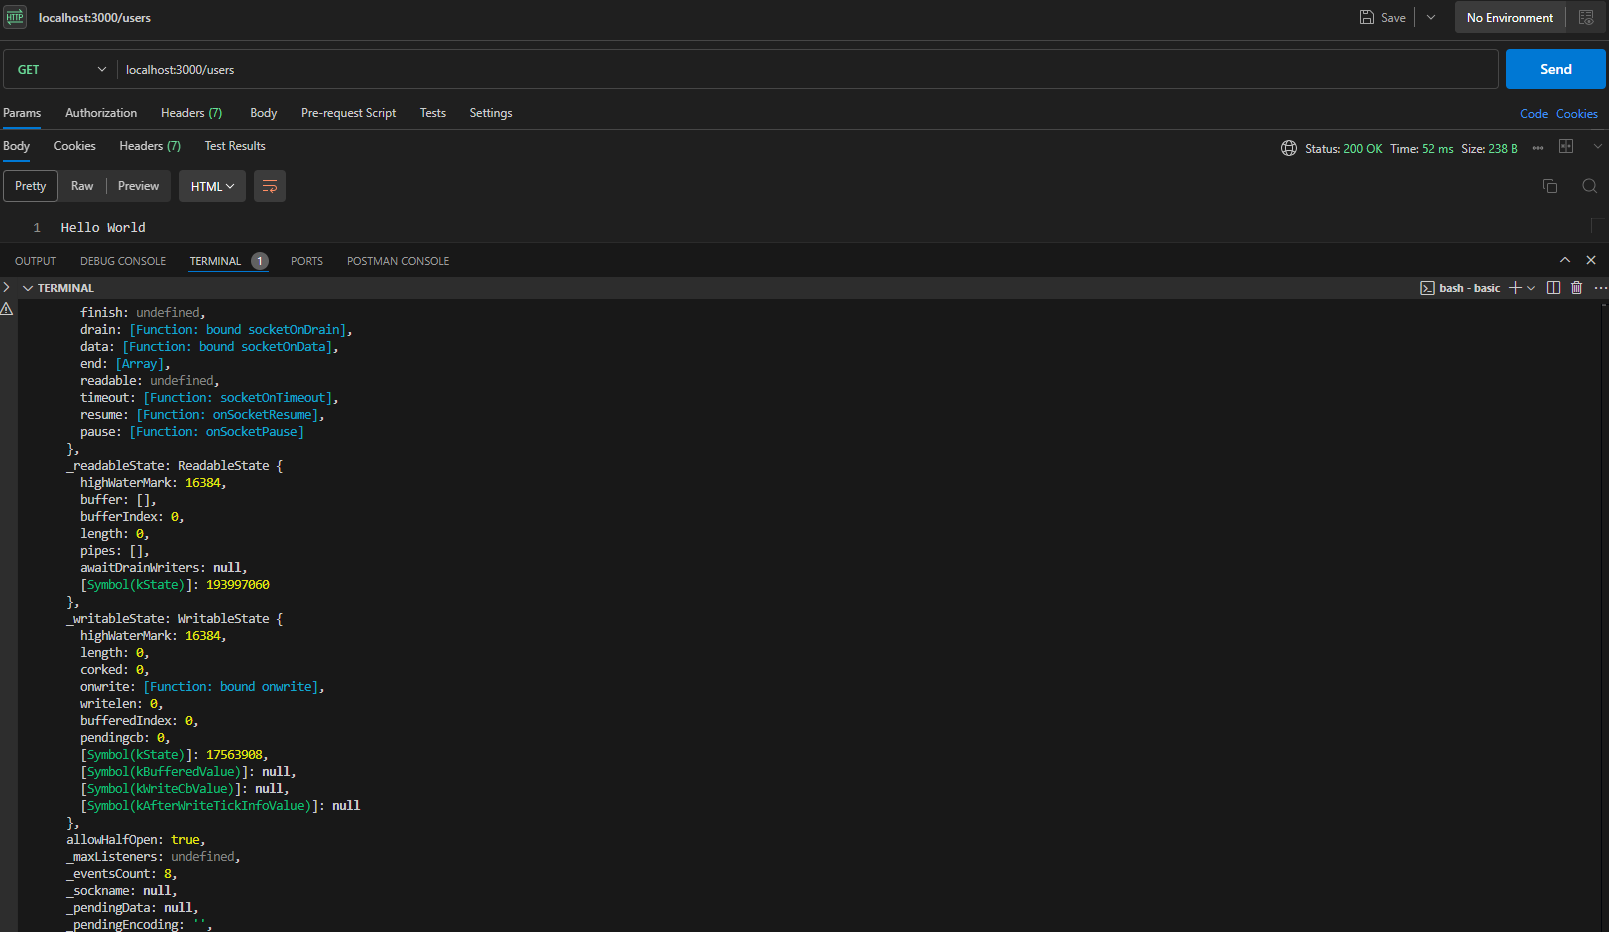 HTTP localhost:3000/users Save No Environment
GET localhost:3000/users Send
Params Authorization Headers (7) Body Pre-request Script Tests Settings Code Cookies
Body Cookies Headers (7) Test Results Status: 200 OK Time: 52 ms Size: 238 B
Pretty Raw Preview HTML
1 Hello World
OUTPUT DEBUG CONSOLE TERMINAL 1 PORTS POSTMAN CONSOLE
TERMINAL bash - basic
finish: undefined,
drain: [Function: bound socketOnDrain],
data: [Function: bound socketOnData],
end: [Array],
readable: undefined,
timeout: [Function: socketOnTimeout],
resume: [Function: onSocketResume],
pause: [Function: onSocketPause]
},
_readableState: ReadableState {
highWaterMark: 16384,
buffer: [],
bufferIndex: 0,
length: 0,
pipes: [],
awaitDrainWriters: null,
[Symbol(kState)]: 193997060
},
_writableState: WritableState {
highWaterMark: 16384,
length: 0,
corked: 0,
onwrite: [Function: bound onwrite],
writelen: 0,
bufferedIndex: 0,
pendingcb: 0,
[Symbol(kState)]: 17563908,
[Symbol(kBufferedValue)]: null,
[Symbol(kWriteCbValue)]: null,
[Symbol(kAfterWriteTickInfoValue)]: null
},
allowHalfOpen: true,
_maxListeners: undefined,
_eventsCount: 8,
_sockname: null,
_pendingData: null,
_pendingEncoding: '',